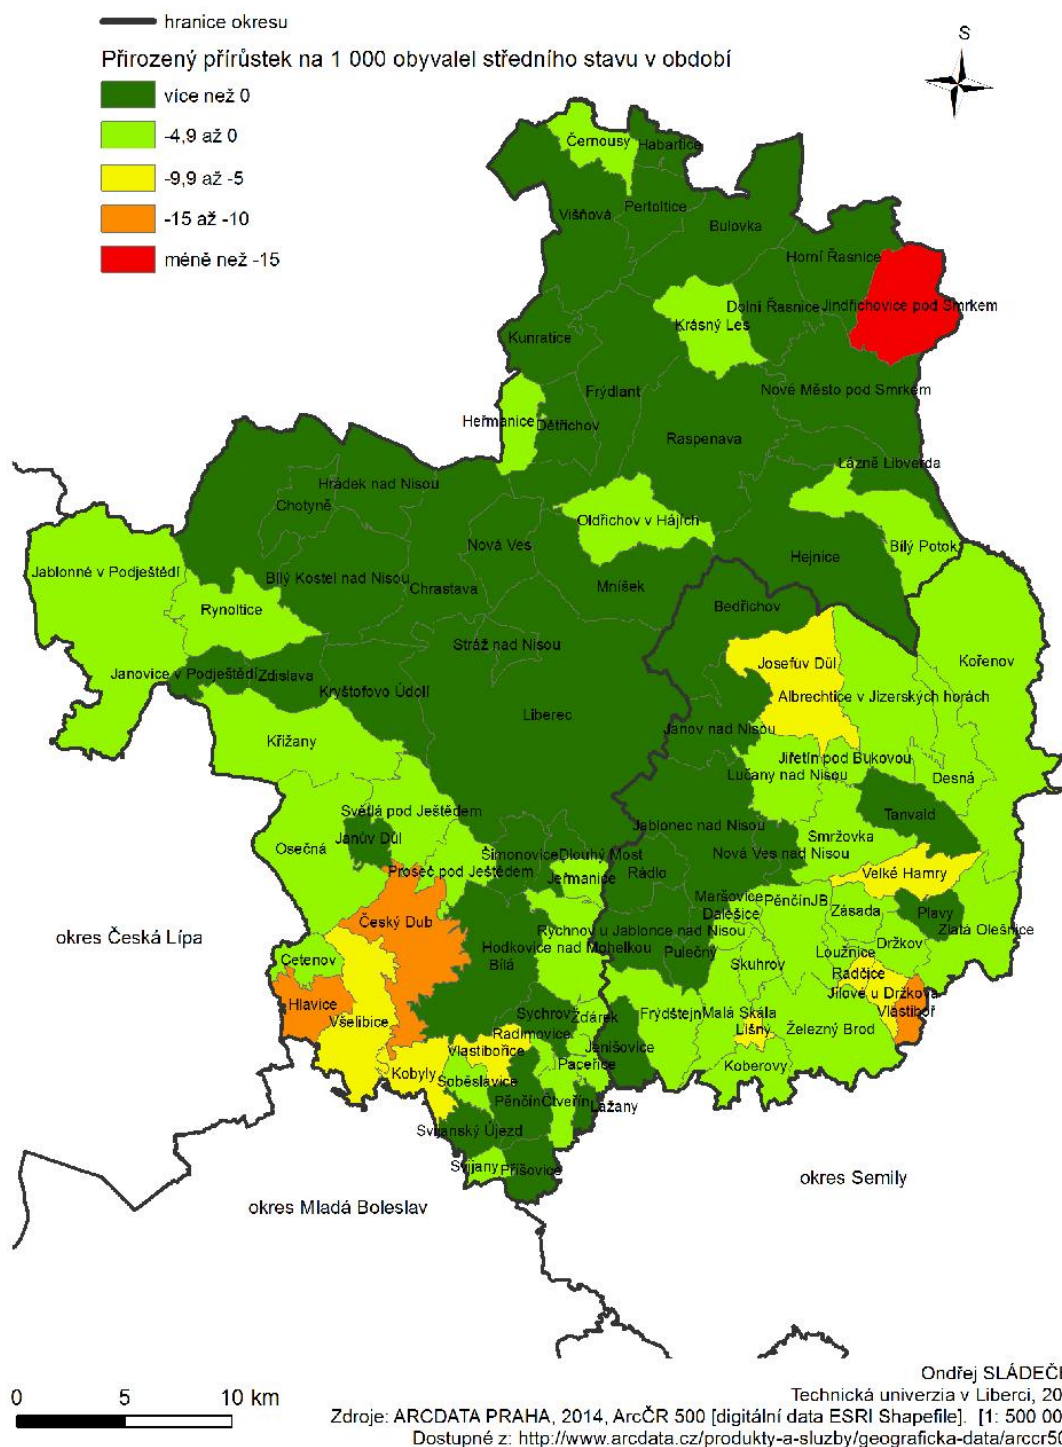 hranice okresu
Přirozený přírůstek na 1 000 obyvalel středního stavu v období
více než 0
-4,9 až 0
-9,9 až -5
-15 až -10
méně než -15
S
Černousy
Habartice
Višňová
Pertoltice
Bulovka
Horní Řasnice
Dolní Řasnice
Jindřichovice pod Smrkem
Krásný Les
Kunratice
Frýdlant
Nové Město pod Smrkem
Heřmanice
Dětřichov
Raspenava
Lázně Libverda
Hrádek nad Nisou
Chotyně
Oldřichov v Hájích
Nová Ves
Bílý Potok
Hejnice
Jablonné v Podještědí
Bílý Kostel nad Nisou
Chrastava
Mníšek
Rynoltice
Bedřichov
Stráž nad Nisou
Josefuv Důl
Kořenov
Janovice v Podještědí
Zdislava
Kryštofovo Údolí
Albrechtice v Jizerských horách
Liberec
Janov nad Nisou
Křižany
Jiřetín pod Bukovou
Lučany nad Nisou
Desná
Světlá pod Ještědem
Tanvald
Janův Důl
Osečná
Jablonec nad Nisou
Smržovka
Šimonovice
Dlouhý Most
Nová Ves nad Nisou
Proseč pod Ještědem
Jeřmanice
Rádlo
Velké Hamry
Maršovice
Pěnčín JB
Český Dub
Dalešice
Zásada
Plavy
okres Česká Lípa
Rychnov u Jablonce nad Nisou
Zlatá Olešnice
Hodkovice nad Mohelkou
Pulečný
Loužnice
Držkov
Cetenov
Bílá
Skuhrov
Radčice
Jílové u Držkova
Hlavice
Všelibice
Sychrov
Žďárek
Frýdštejn
Malá Skála
Vlastiboř
Radimovice
Líšný
Železný Brod
Vlastibořice
Jenišovice
Paceřice
Koberovy
Kobyly
Soběslavice
Pěnčín
Čtveřín
Lažany
Svijanský Újezd
Svijany
Příšovice
okres Semily
okres Mladá Boleslav
0 5 10 km
Ondřej SLÁDEČE
Technická univerzia v Liberci, 20
Zdroje: ARCDATA PRAHA, 2014, ArcČR 500 [digitální data ESRI Shapefile]. [1: 500 00
Dostupné z: http://www.arcdata.cz/produkty-a-sluzby/geograficka-data/arccr50